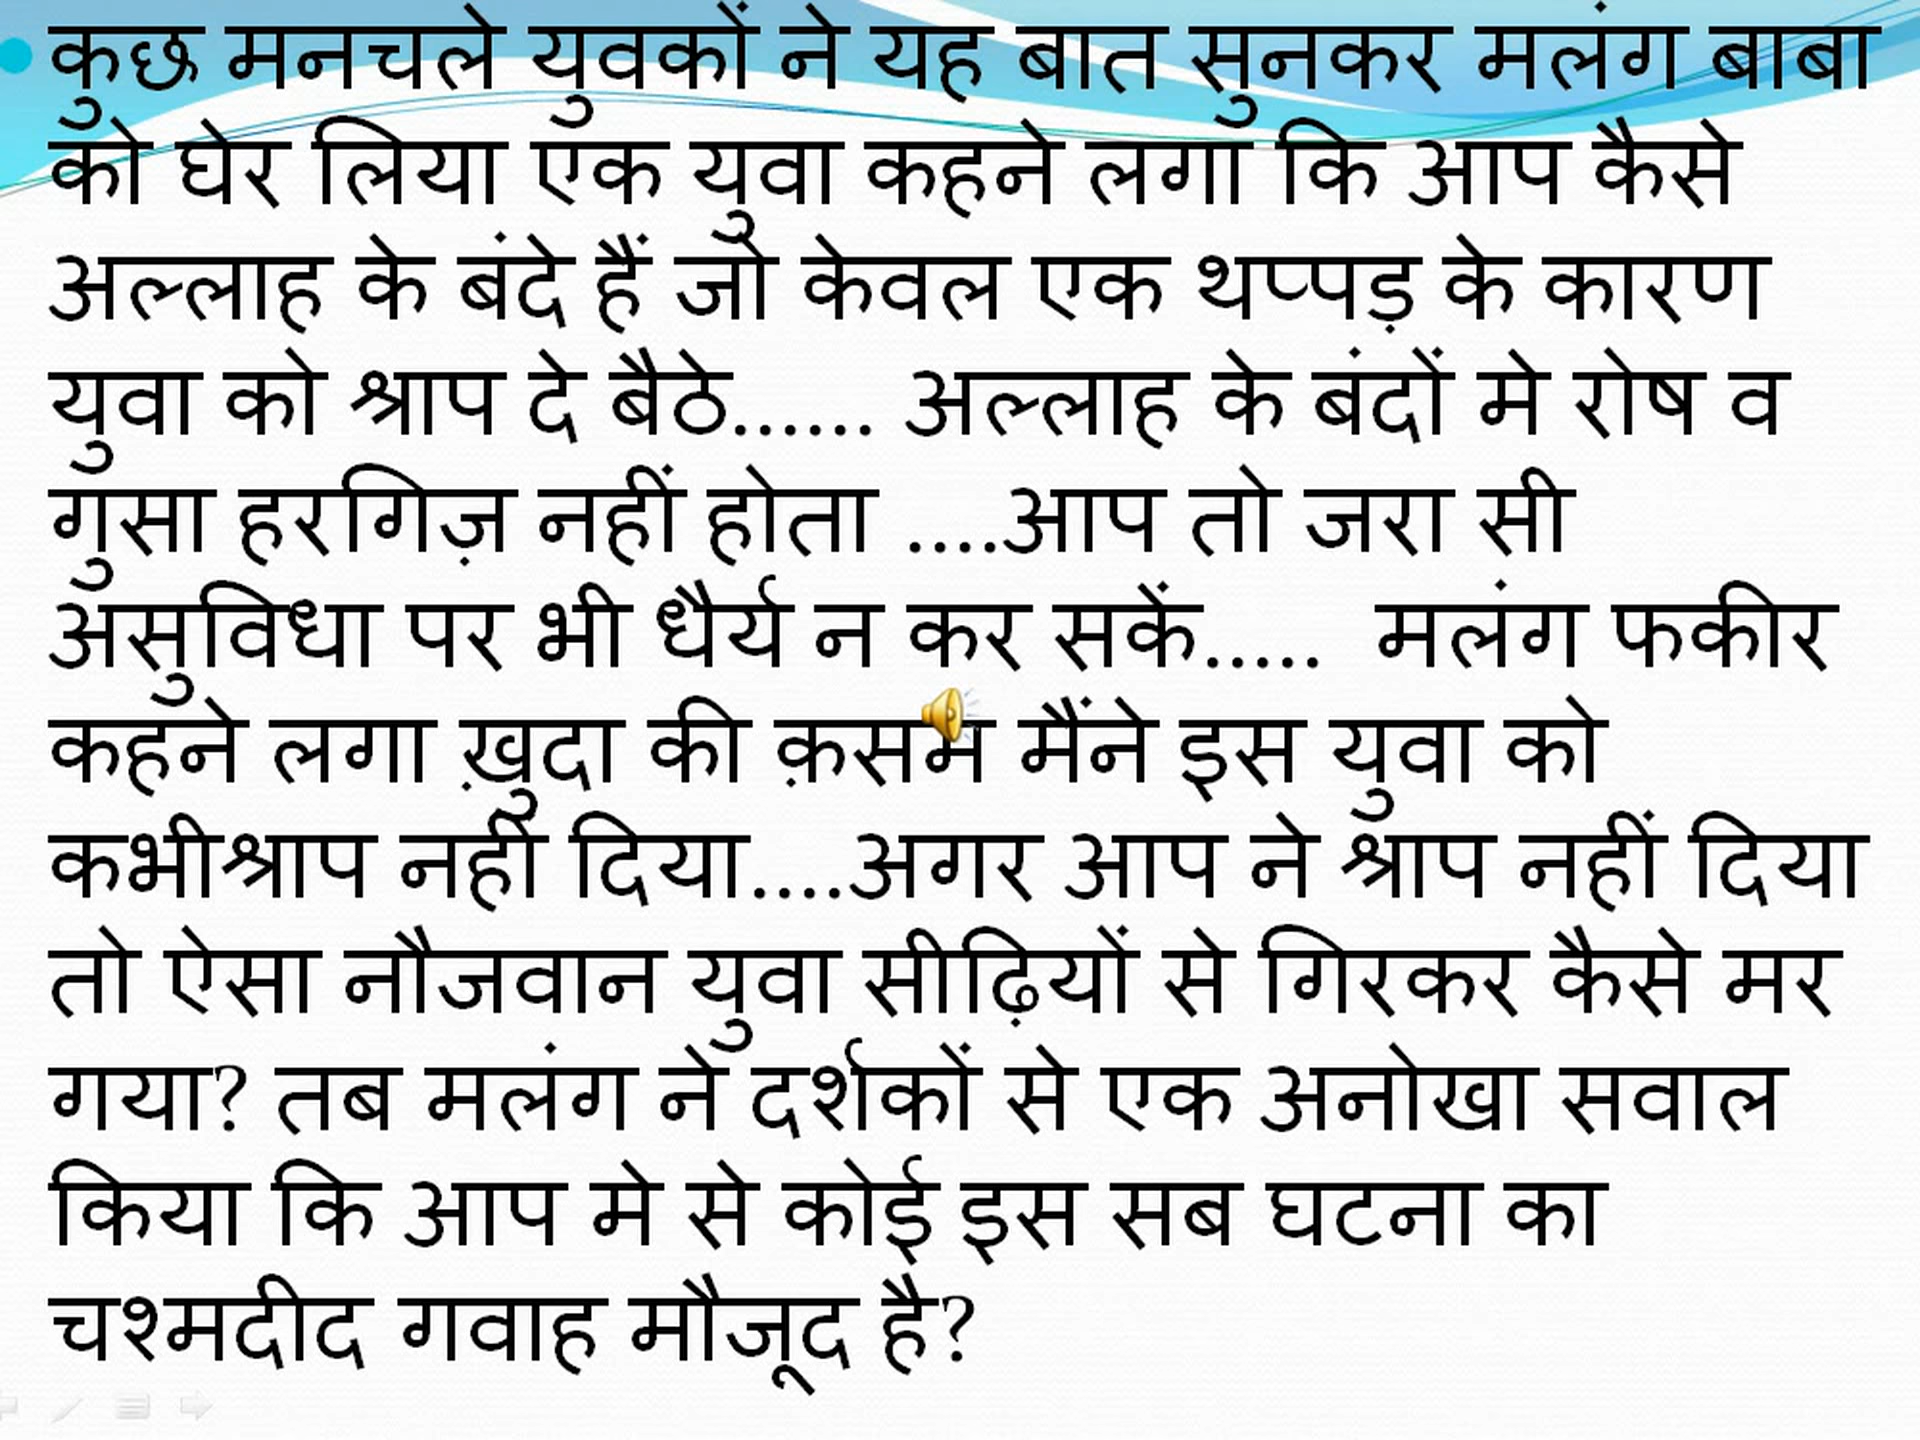 कुछ मनचले युवकों ने यह बात सुनकर मलंग बाबा
को घेर लिया एक युवा कहने लगा कि आप कैसे
अल्लाह के बंदे हैं जो केवल एक थप्पड़ के कारण
युवा को श्राप दे बैठे...... अल्लाह के बंदों मे रोष व
गुसा हरगिज़ नहीं होता ....आप तो जरा सी
असुविधा पर भी धैर्य न कर सकें..... मलंग फकीर
कहने लगा ख़ुदा की क़सम मैंने इस युवा को
कभीश्राप नहीं दिया....अगर आप ने श्राप नहीं दिया
तो ऐसा नौजवान युवा सीढ़ियों से गिरकर कैसे मर
गया? तब मलंग ने दर्शकों से एक अनोखा सवाल
किया कि आप मे से कोई इस सब घटना का
चश्मदीद गवाह मौजूद है?